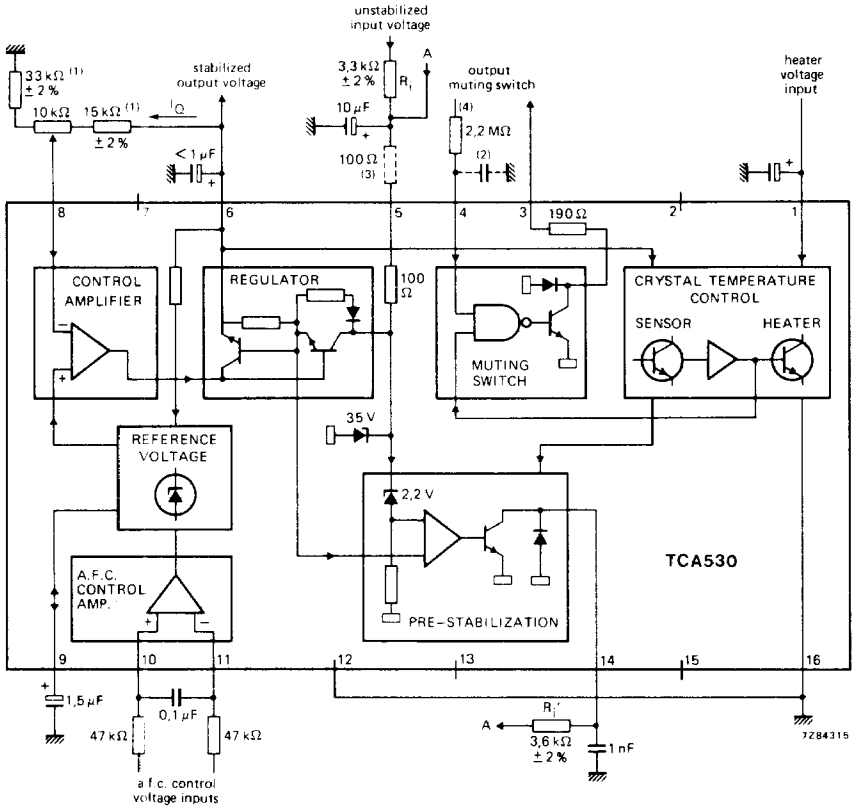 unstabilized
input voltage
stabilized
output voltage
output
muting switch
heater
voltage
input
33 kΩ (1)
± 2%
10 kΩ
15 kΩ (1)
± 2%
IQ
< 1 μF
+
3,3 kΩ
± 2%
Ri
A
10 μF
+
100 Ω
(3)
(4)
2,2 MΩ
(2)
+
8
7
6
5
4
3
190 Ω
2
1
CONTROL
AMPLIFIER
−
+
REGULATOR
100
Ω
MUTING
SWITCH
CRYSTAL TEMPERATURE
CONTROL
SENSOR
HEATER
35 V
REFERENCE
VOLTAGE
2,2 V
PRE-STABILIZATION
TCA530
A.F.C.
CONTROL
AMP.
+
−
9
10
11
12
13
14
15
16
+
1,5 μF
0,1 μF
47 kΩ
47 kΩ
a.f.c. control
voltage inputs
A
Ri'
3,6 kΩ
± 2%
1 nF
7Z84315